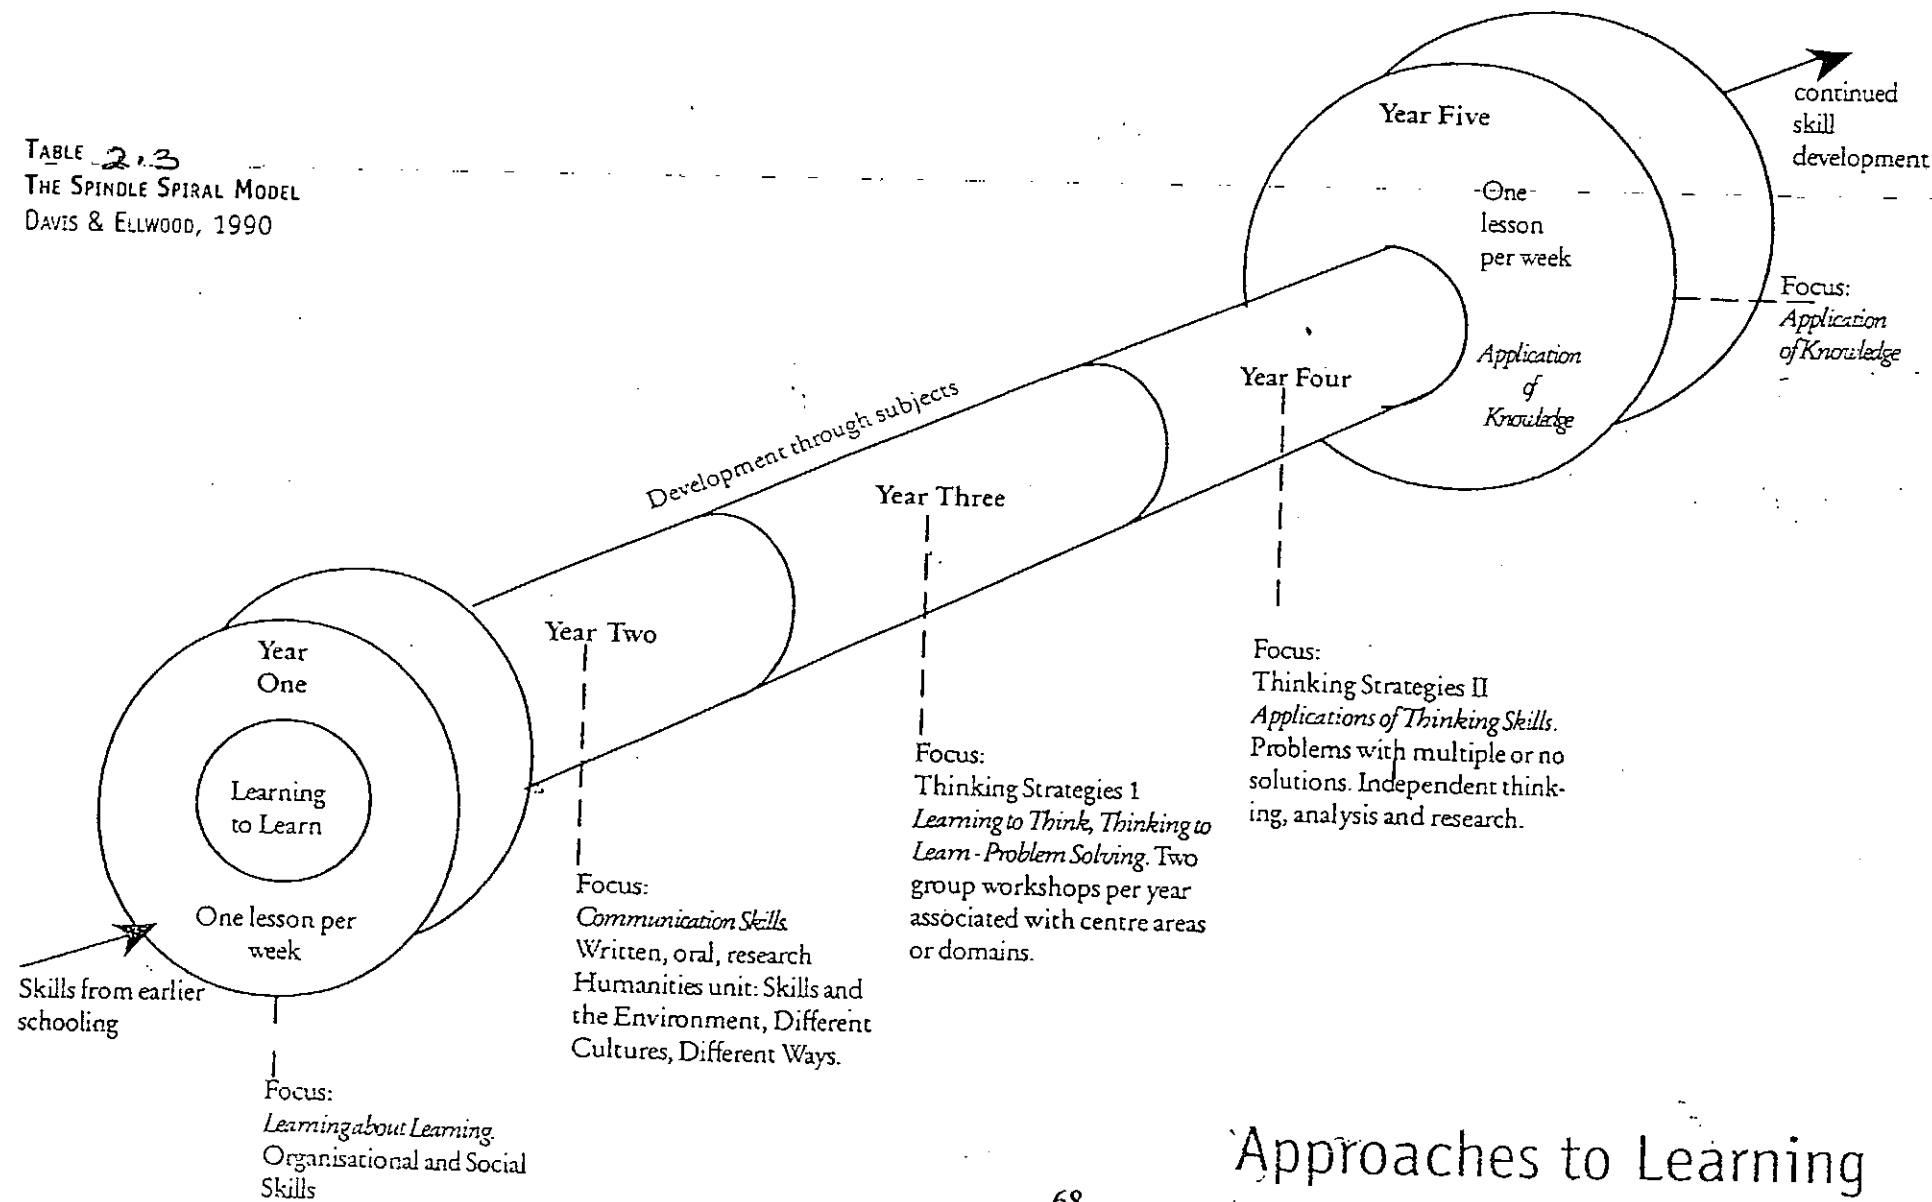 TABLE 2.3
THE SPINDLE SPIRAL MODEL
DAVIS & ELLWOOD, 1990
continued
skill
development
Year Five
One
lesson
per week
Application
of
Knowledge
Focus:
Application
of Knowledge
Year Four
Focus:
Thinking Strategies II
Applications of Thinking Skills.
Problems with multiple or no
solutions. Independent think-
ing, analysis and research.
Development through subjects
Year Three
Focus:
Thinking Strategies 1
Learning to Think, Thinking to
Learn - Problem Solving. Two
group workshops per year
associated with centre areas
or domains.
Year Two
Focus:
Communication Skills
Written, oral, research
Humanities unit: Skills and
the Environment, Different
Cultures, Different Ways.
Year
One
Learning
to Learn
One lesson per
week
Skills from earlier
schooling
Focus:
Learning about Learning.
Organisational and Social
Skills
68
Approaches to Learning